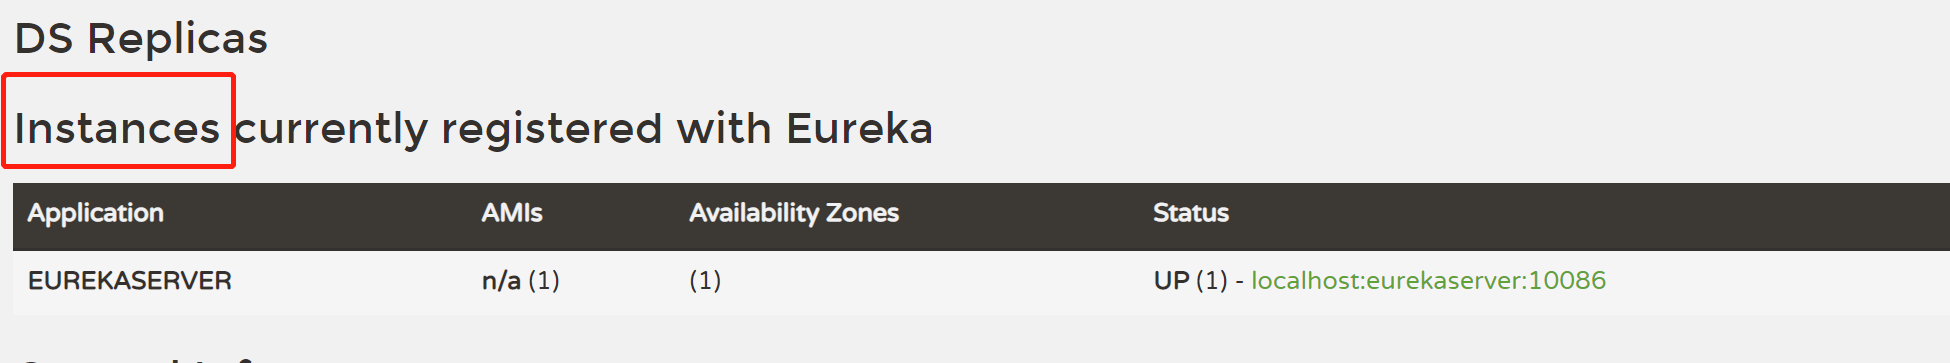 DS Replicas
Instances currently registered with Eureka
Application AMIs Availability Zones Status
EUREKASERVER n/a (1) (1) UP (1) - localhost:eurekaserver:10086